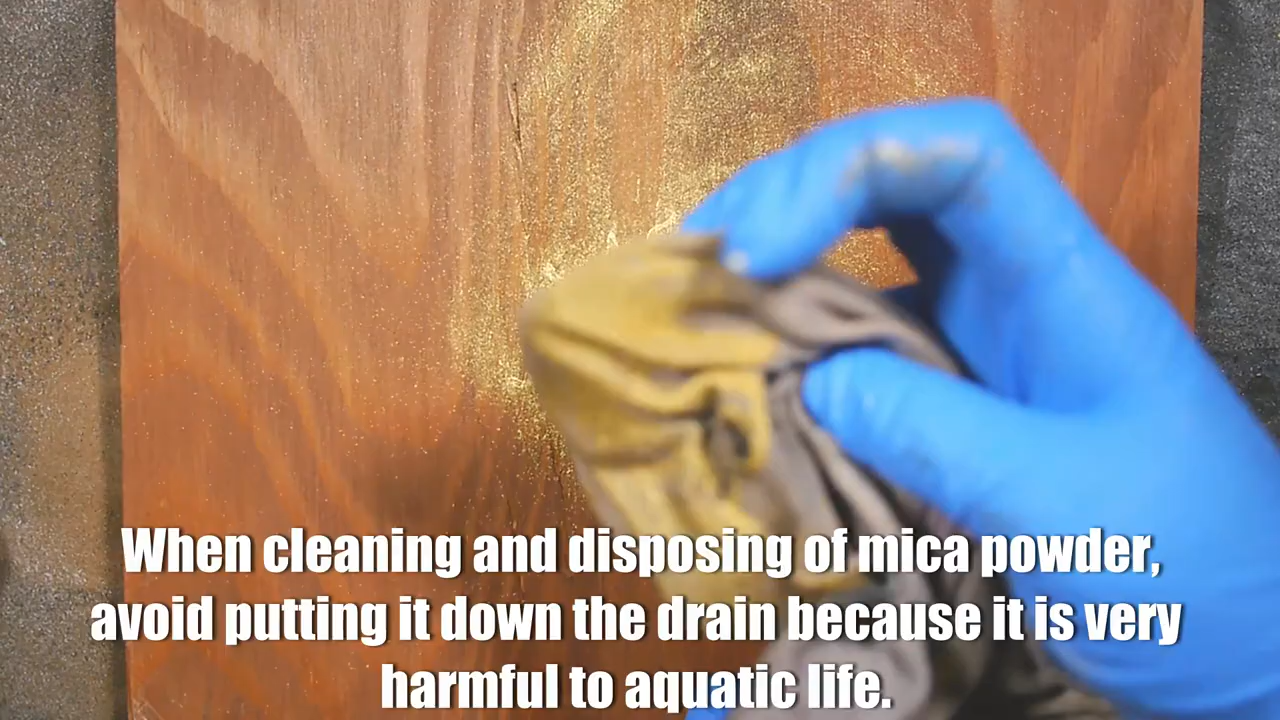 When cleaning and disposing of mica powder,
avoid putting it down the drain because it is very
harmful to aquatic life.